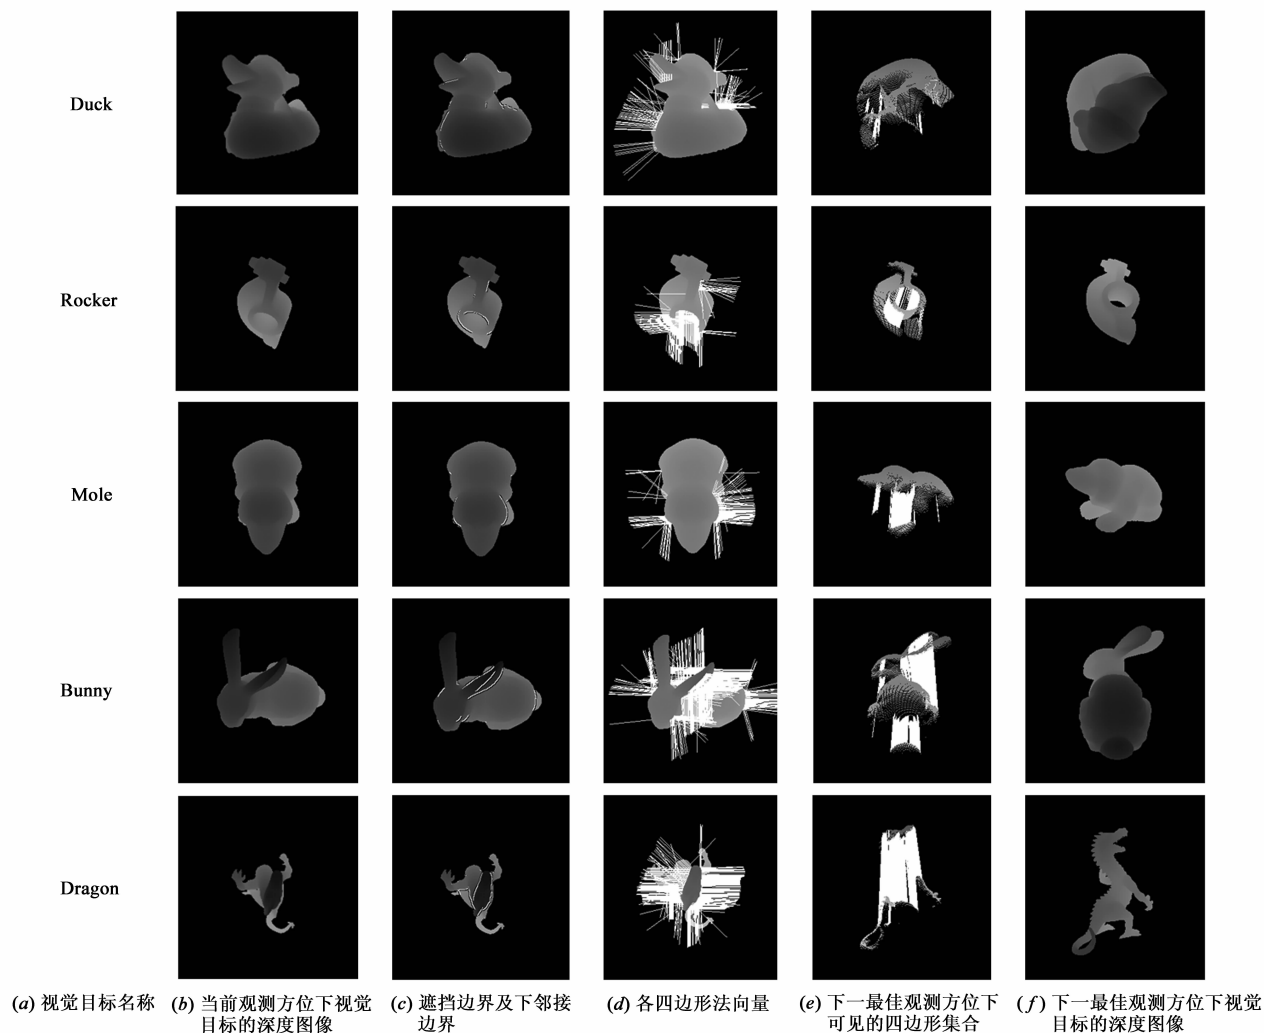 Duck
Rocker
Mole
Bunny
Dragon
(a) 视觉目标名称
(b) 当前观测方位下视觉
目标的深度图像
(c) 遮挡边界及下邻接
边界
(d) 各四边形法向量
(e) 下一最佳观测方位下
可见的四边形集合
(f) 下一最佳观测方位下视觉
目标的深度图像